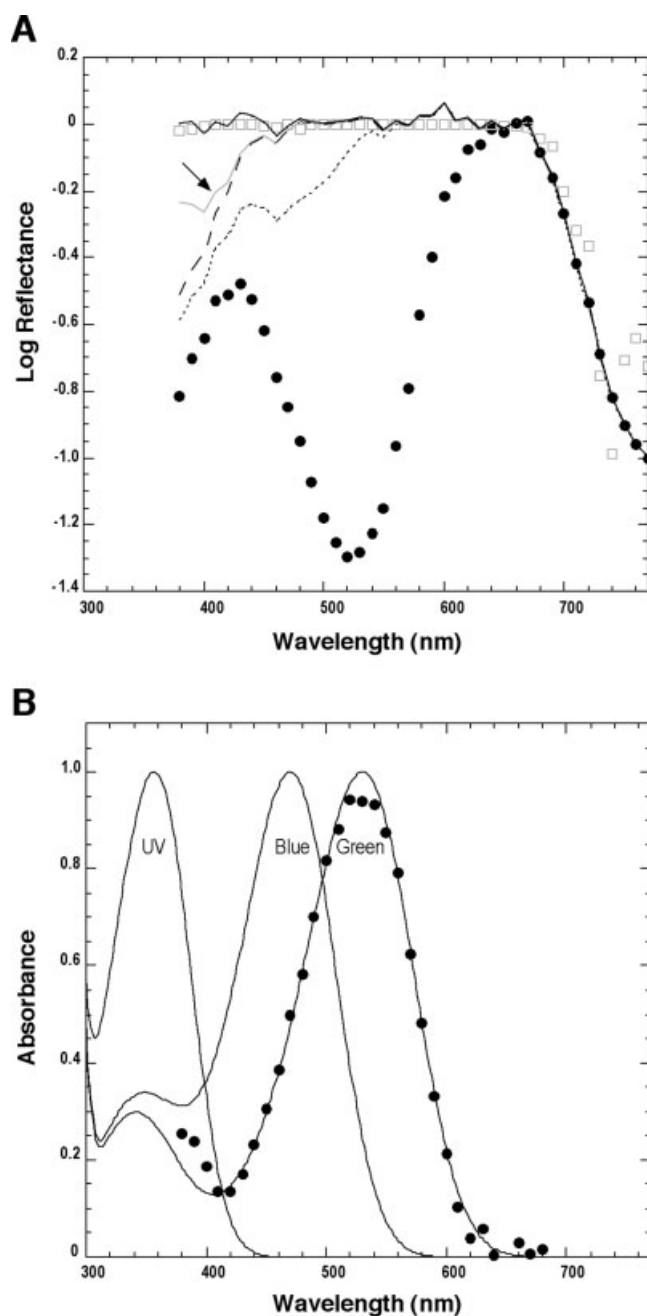 A
0.2
0
-0.2
-0.4
-0.6
-0.8
-1.0
-1.2
-1.4
Log Reflectance
300 400 500 600 700
Wavelength (nm)
B
1.0
0.8
0.6
0.4
0.2
0
Absorbance
UV Blue Green
300 400 500 600 700
Wavelength (nm)